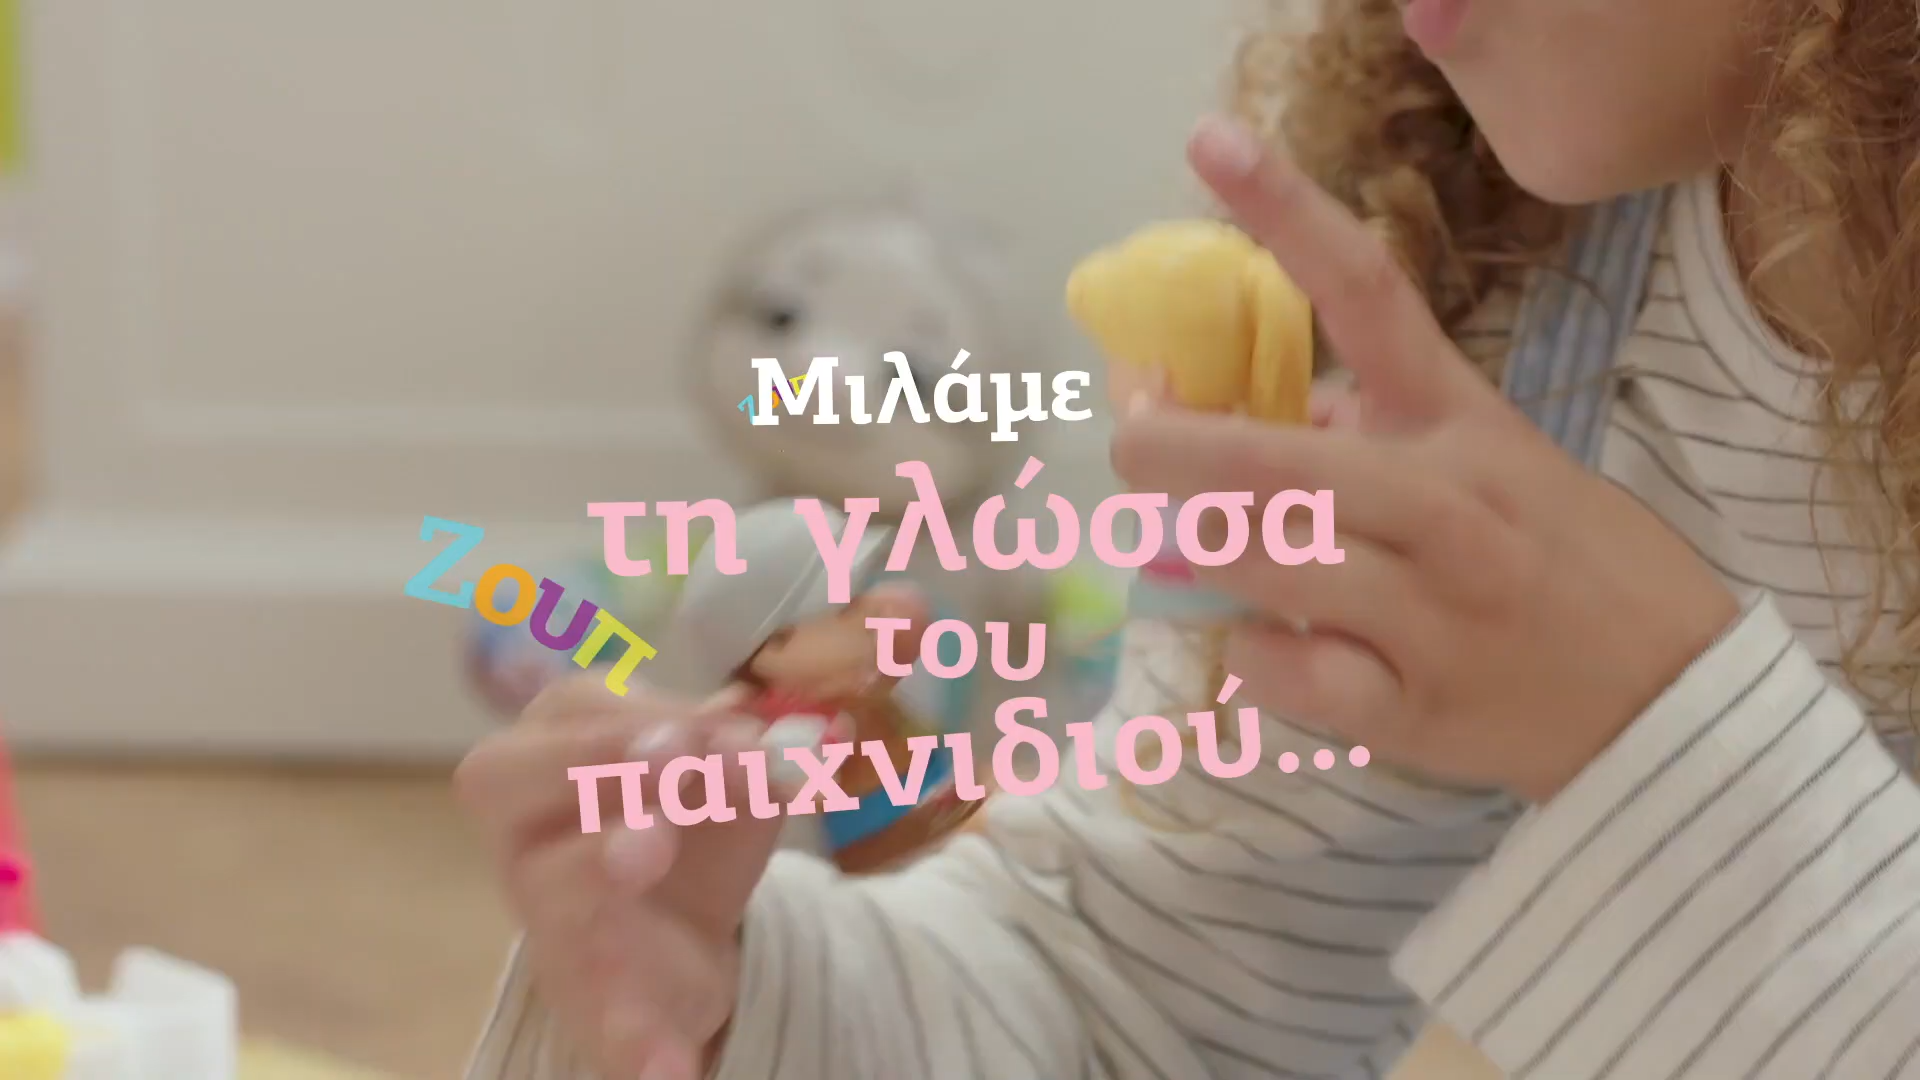 Μιλάμε
τη γλώσσα
Ζουπ
του
παιχνιδιού...